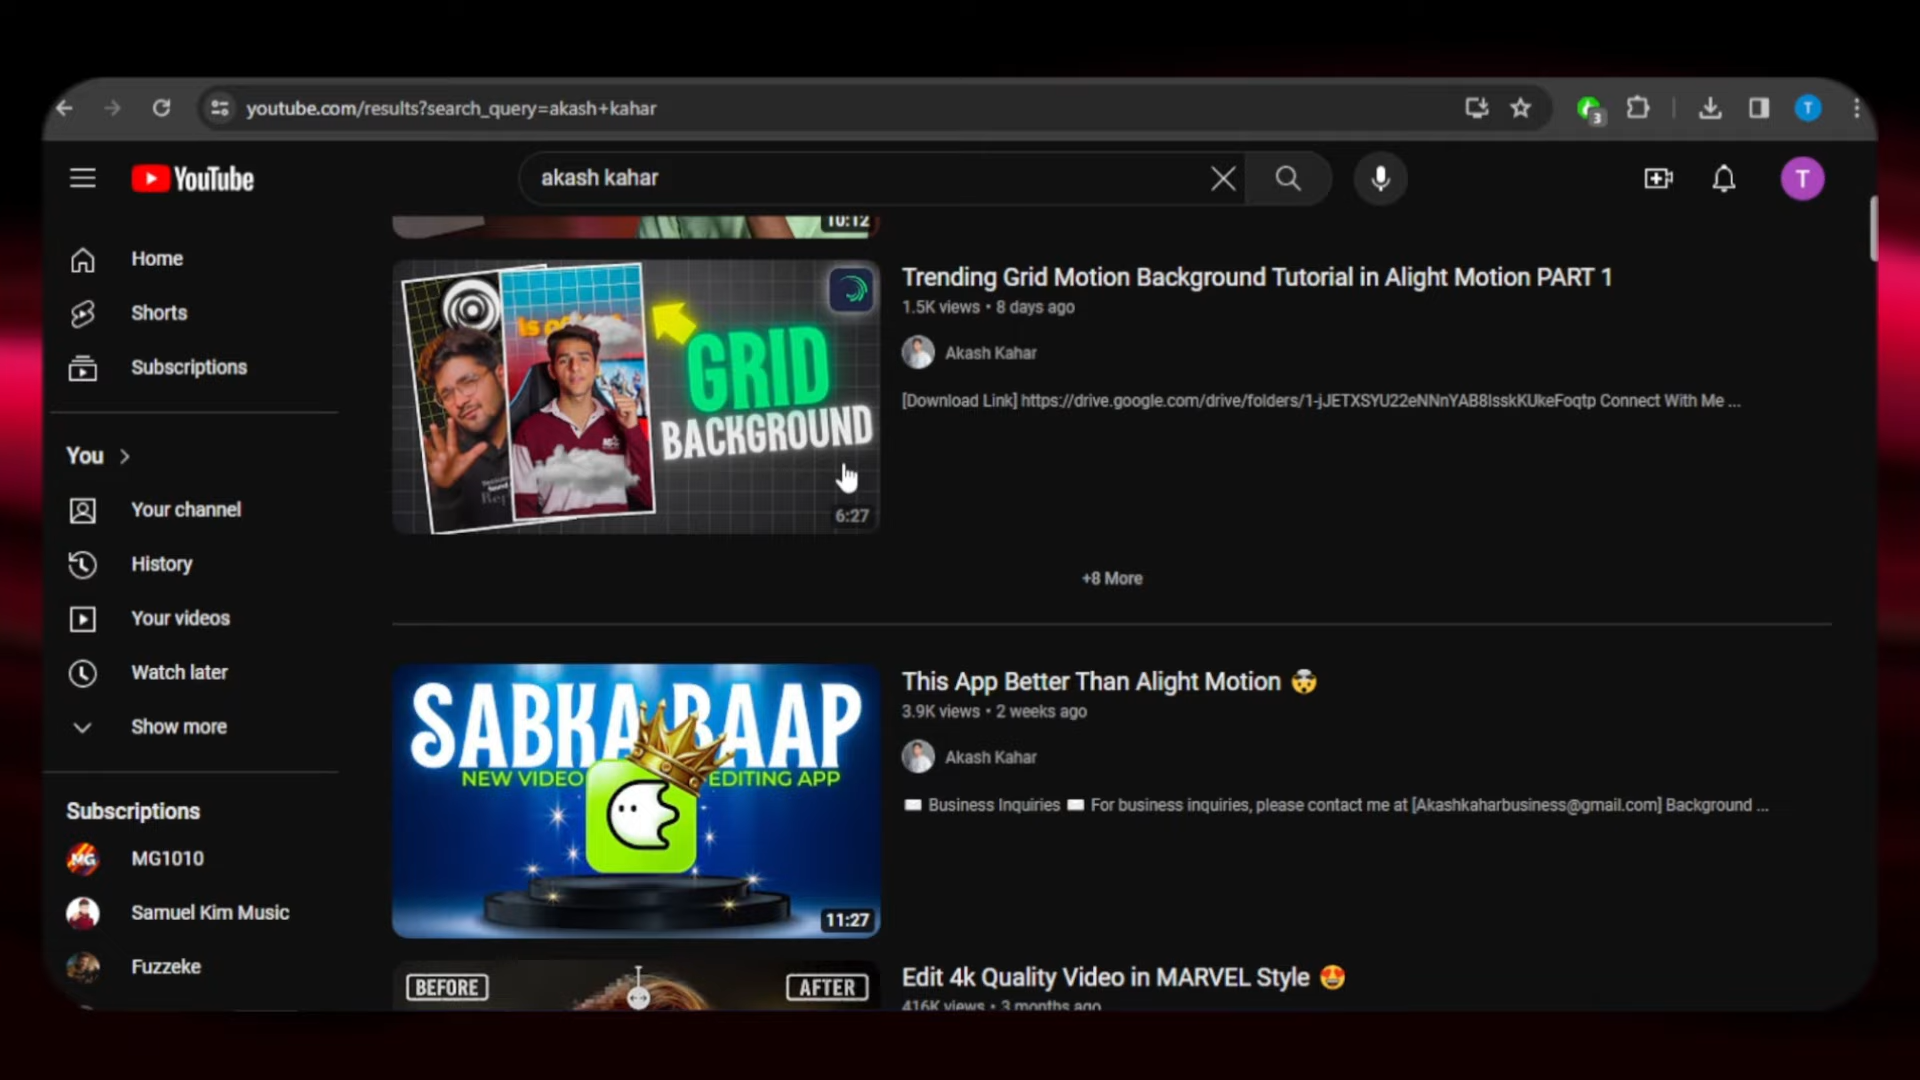 youtube.com/results?search_query=akash+kahar
3
T
YouTube
akash kahar
T
Home
Shorts
Subscriptions
You
Your channel
History
Your videos
Watch later
Show more
Subscriptions
MG1010
Samuel Kim Music
Fuzzeke
10:12
GRID
BACKGROUND
6:27
Trending Grid Motion Background Tutorial in Alight Motion PART 1
1.5K views • 8 days ago
Akash Kahar
[Download Link] https://drive.google.com/drive/folders/1-jJETXSYU22eNNnYAB8IsskKUkeFoqtp Connect With Me ...
+8 More
SABKA BAAP
NEW VIDEO EDITING APP
11:27
This App Better Than Alight Motion 🤯
3.9K views • 2 weeks ago
Akash Kahar
✉️ Business Inquiries ✉️ For business inquiries, please contact me at [Akashkaharbusiness@gmail.com] Background ...
BEFORE
AFTER
Edit 4k Quality Video in MARVEL Style 😍
416K views • 3 months ago